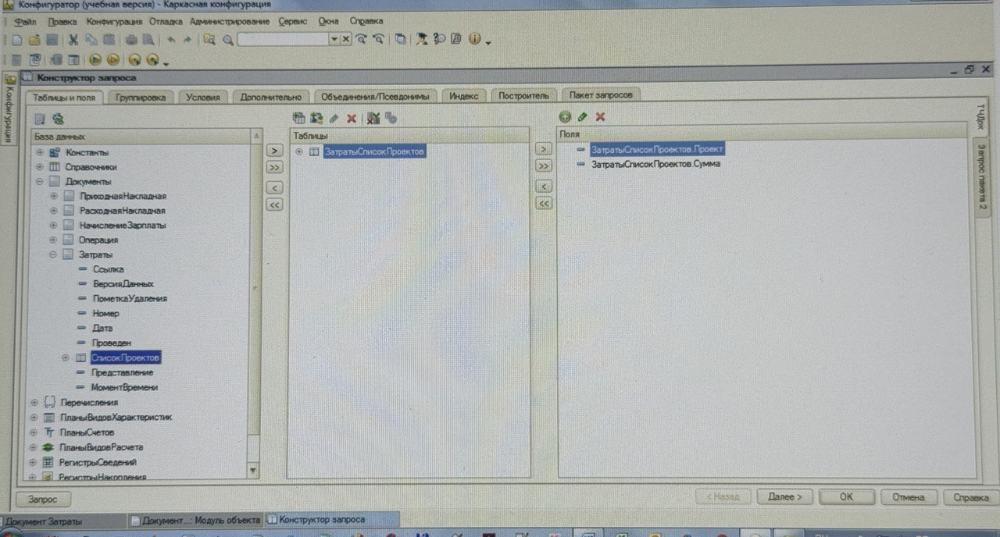 Конфигуратор (учебная версия) - Каркасная конфигурация
Файл Правка Конфигурация Отладка Администрирование Сервис Окна Справка
Конструктор запроса
Конфигурация
Таблицы и поля Группировка Условия Дополнительно Объединения/Псевдонимы Индекс Построитель Пакет запросов
База данных
Константы
Справочники
Документы
ПриходнаяНакладная
РасходнаяНакладная
НачислениеЗарплаты
Операция
Затраты
Ссылка
ВерсияДанных
ПометкаУдаления
Номер
Дата
Проведен
СписокПроектов
Представление
МоментВремени
Перечисления
ПланыВидовХарактеристик
ПланыСчетов
ПланыВидовРасчета
РегистрыСведений
РегистрыНакопления
>
>>
<
<<
Таблицы
ЗатратыСписокПроектов
>
>>
<
<<
Поля
ЗатратыСписокПроектов.Проект
ЗатратыСписокПроектов.Сумма
ТЧДок
Запрос пакета 2
Запрос < Назад Далее > ОК Отмена Справка
Документ Затраты Документ...: Модуль объекта Конструктор запроса